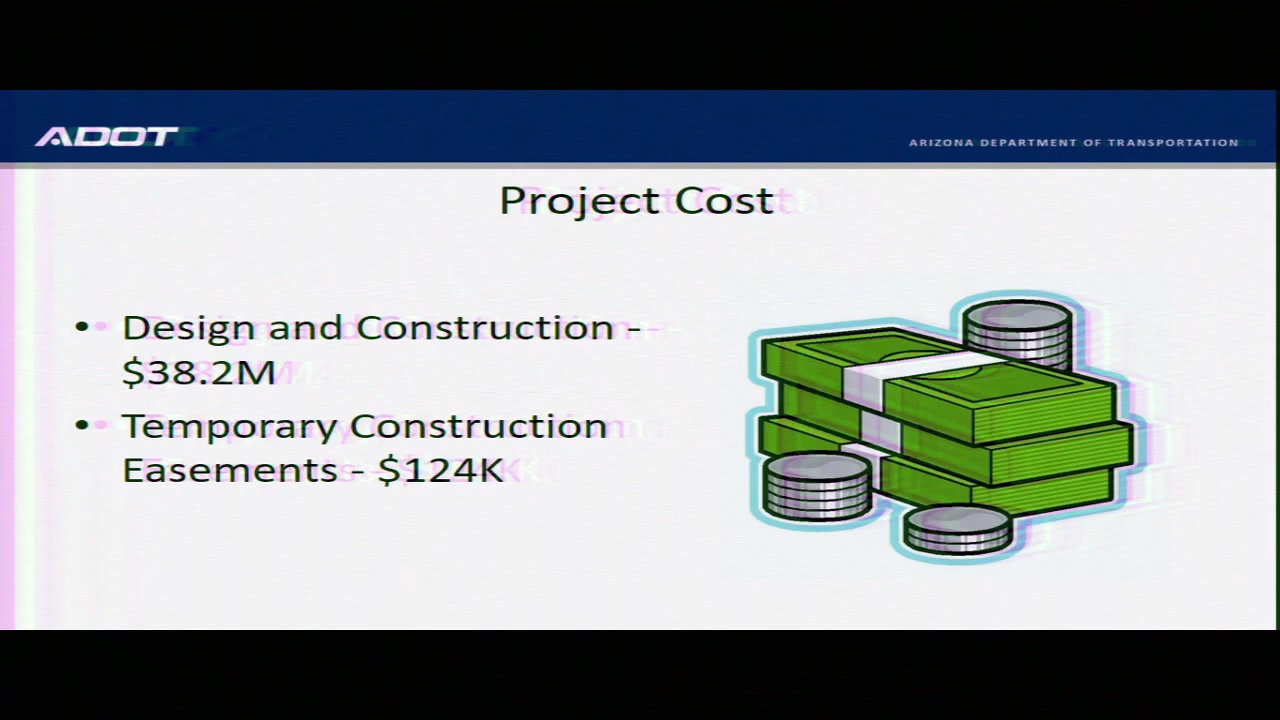 ADOT
ARIZONA DEPARTMENT OF TRANSPORTATION
Project Cost
• Design and Construction -
$38.2M
• Temporary Construction
Easements - $124K